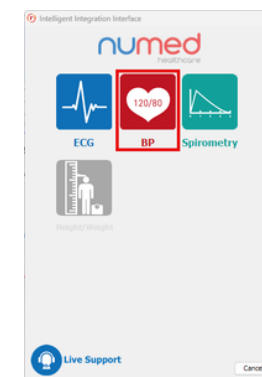 Intelligent Integration Interface
numed
healthcare
120/80
ECG BP Spirometry
Height/Weight
Live Support
Cance